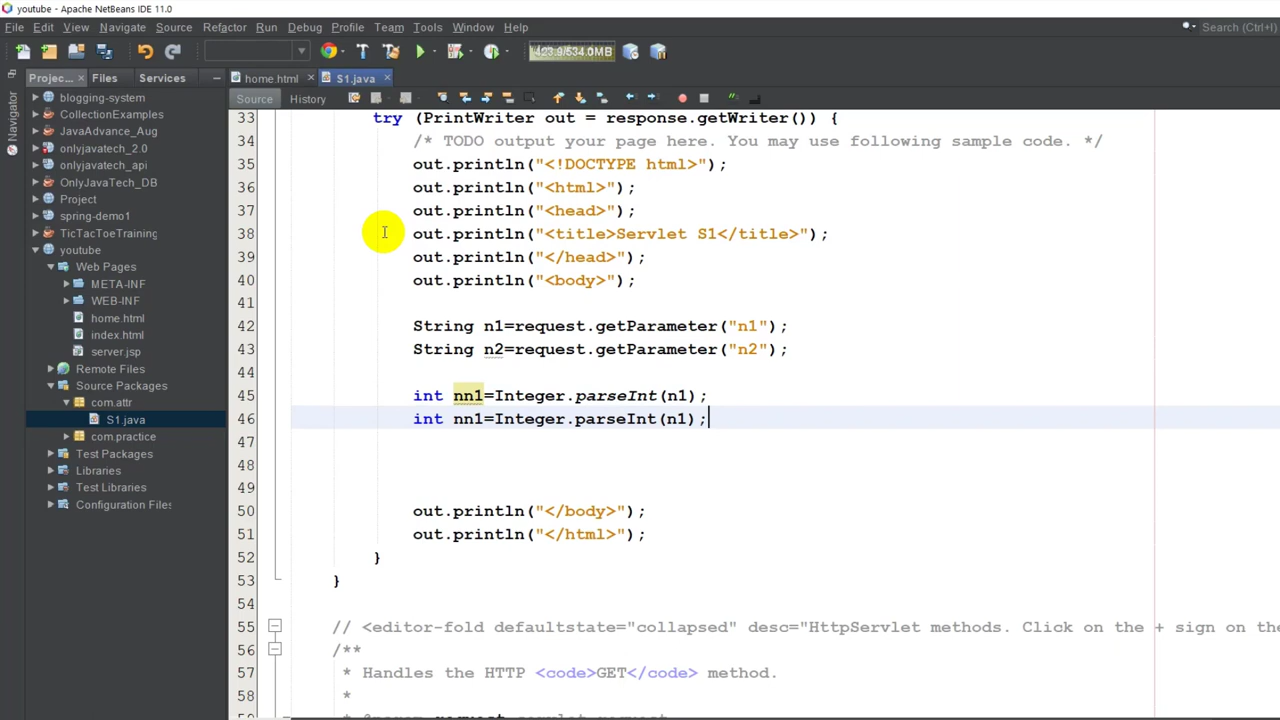 youtube - Apache NetBeans IDE 11.0
File Edit View Navigate Source Refactor Run Debug Profile Team Tools Window Help Search (Ctrl+I)
423.9/534.0MB
Projec... Files Services home.html S1.java
Navigator
Source History
blogging-system
CollectionExamples
JavaAdvance_Aug
onlyjavatech_2.0
onlyjavatech_api
OnlyJavaTech_DB
Project
spring-demo1
TicTacToeTraining
youtube
Web Pages
META-INF
WEB-INF
home.html
index.html
server.jsp
Remote Files
Source Packages
com.attr
S1.java
com.practice
Test Packages
Libraries
Test Libraries
Configuration Files
33 try (PrintWriter out = response.getWriter()) {
34 /* TODO output your page here. You may use following sample code. */
35 out.println("<!DOCTYPE html>");
36 out.println("<html>");
37 out.println("<head>");
38 out.println("<title>Servlet S1</title>");
39 out.println("</head>");
40 out.println("<body>");
41
42 String n1=request.getParameter("n1");
43 String n2=request.getParameter("n2");
44
45 int nn1=Integer.parseInt(n1);
46 int nn1=Integer.parseInt(n1);
47
48
49
50 out.println("</body>");
51 out.println("</html>");
52 }
53 }
54
55 // <editor-fold defaultstate="collapsed" desc="HttpServlet methods. Click on the + sign on the
56 /**
57 * Handles the HTTP <code>GET</code> method.
58 *